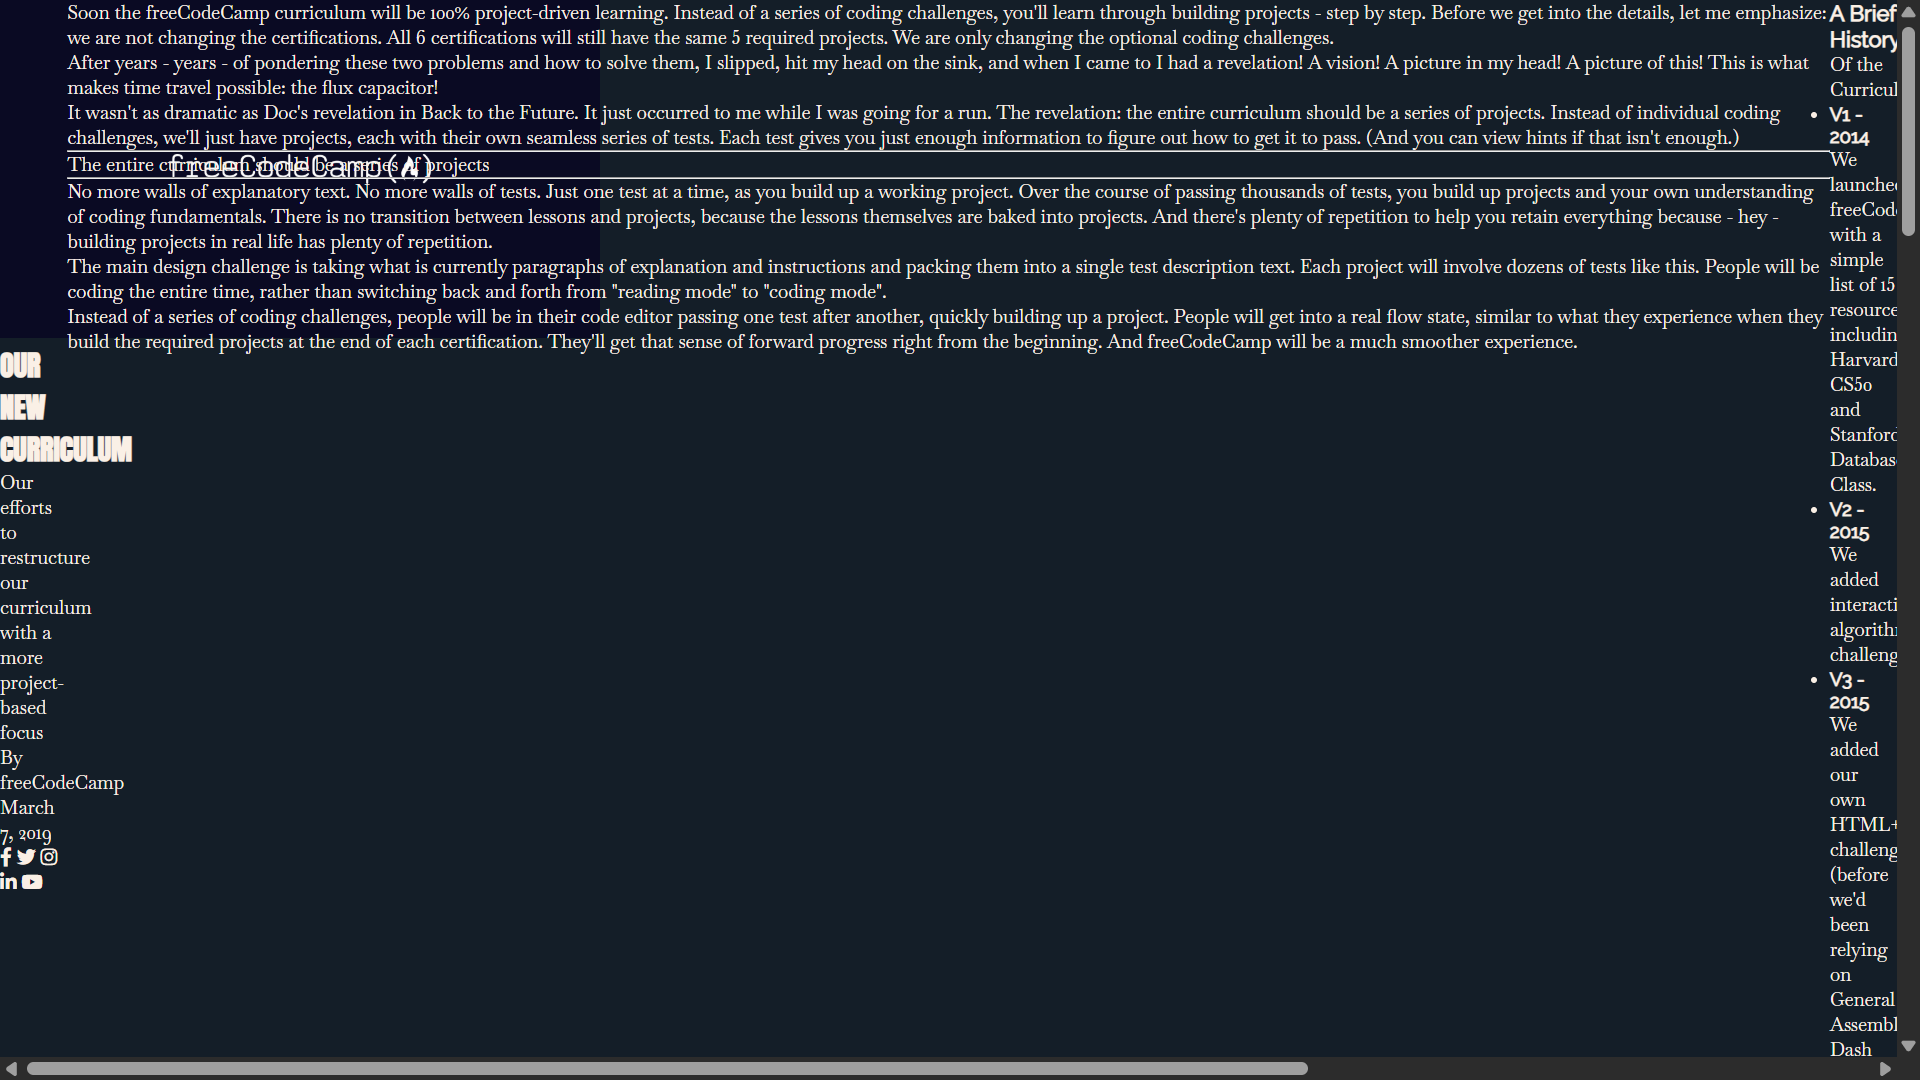 Soon the freeCodeCamp curriculum will be 100% project-driven learning. Instead of a series of coding challenges, you'll learn through building projects - step by step. Before we get into the details, let me emphasize:
we are not changing the certifications. All 6 certifications will still have the same 5 required projects. We are only changing the optional coding challenges.
After years - years - of pondering these two problems and how to solve them, I slipped, hit my head on the sink, and when I came to I had a revelation! A vision! A picture in my head! A picture of this! This is what
makes time travel possible: the flux capacitor!
It wasn't as dramatic as Doc's revelation in Back to the Future. It just occurred to me while I was going for a run. The revelation: the entire curriculum should be a series of projects. Instead of individual coding
challenges, we'll just have projects, each with their own seamless series of tests. Each test gives you just enough information to figure out how to get it to pass. (And you can view hints if that isn't enough.)
The entire curriculum should be a series of projects
freeCodeCamp(🔥)
No more walls of explanatory text. No more walls of tests. Just one test at a time, as you build up a working project. Over the course of passing thousands of tests, you build up projects and your own understanding
of coding fundamentals. There is no transition between lessons and projects, because the lessons themselves are baked into projects. And there's plenty of repetition to help you retain everything because - hey -
building projects in real life has plenty of repetition.
The main design challenge is taking what is currently paragraphs of explanation and instructions and packing them into a single test description text. Each project will involve dozens of tests like this. People will be
coding the entire time, rather than switching back and forth from "reading mode" to "coding mode".
Instead of a series of coding challenges, people will be in their code editor passing one test after another, quickly building up a project. People will get into a real flow state, similar to what they experience when they
build the required projects at the end of each certification. They'll get that sense of forward progress right from the beginning. And freeCodeCamp will be a much smoother experience.
OUR
NEW
CURRICULUM
Our
efforts
to
restructure
our
curriculum
with a
more
project-
based
focus
By
freeCodeCamp
March
7, 2019
A Brief
History
Of the
Curricul
• V1 -
2014
We
launche
freeCod
with a
simple
list of 15
resource
includin
Harvard
CS50
and
Stanford
Databas
Class.
• V2 -
2015
We
added
interacti
algorith
challeng
• V3 -
2015
We
added
our
own
HTML+
challeng
(before
we'd
been
relying
on
General
Assembl
Dash